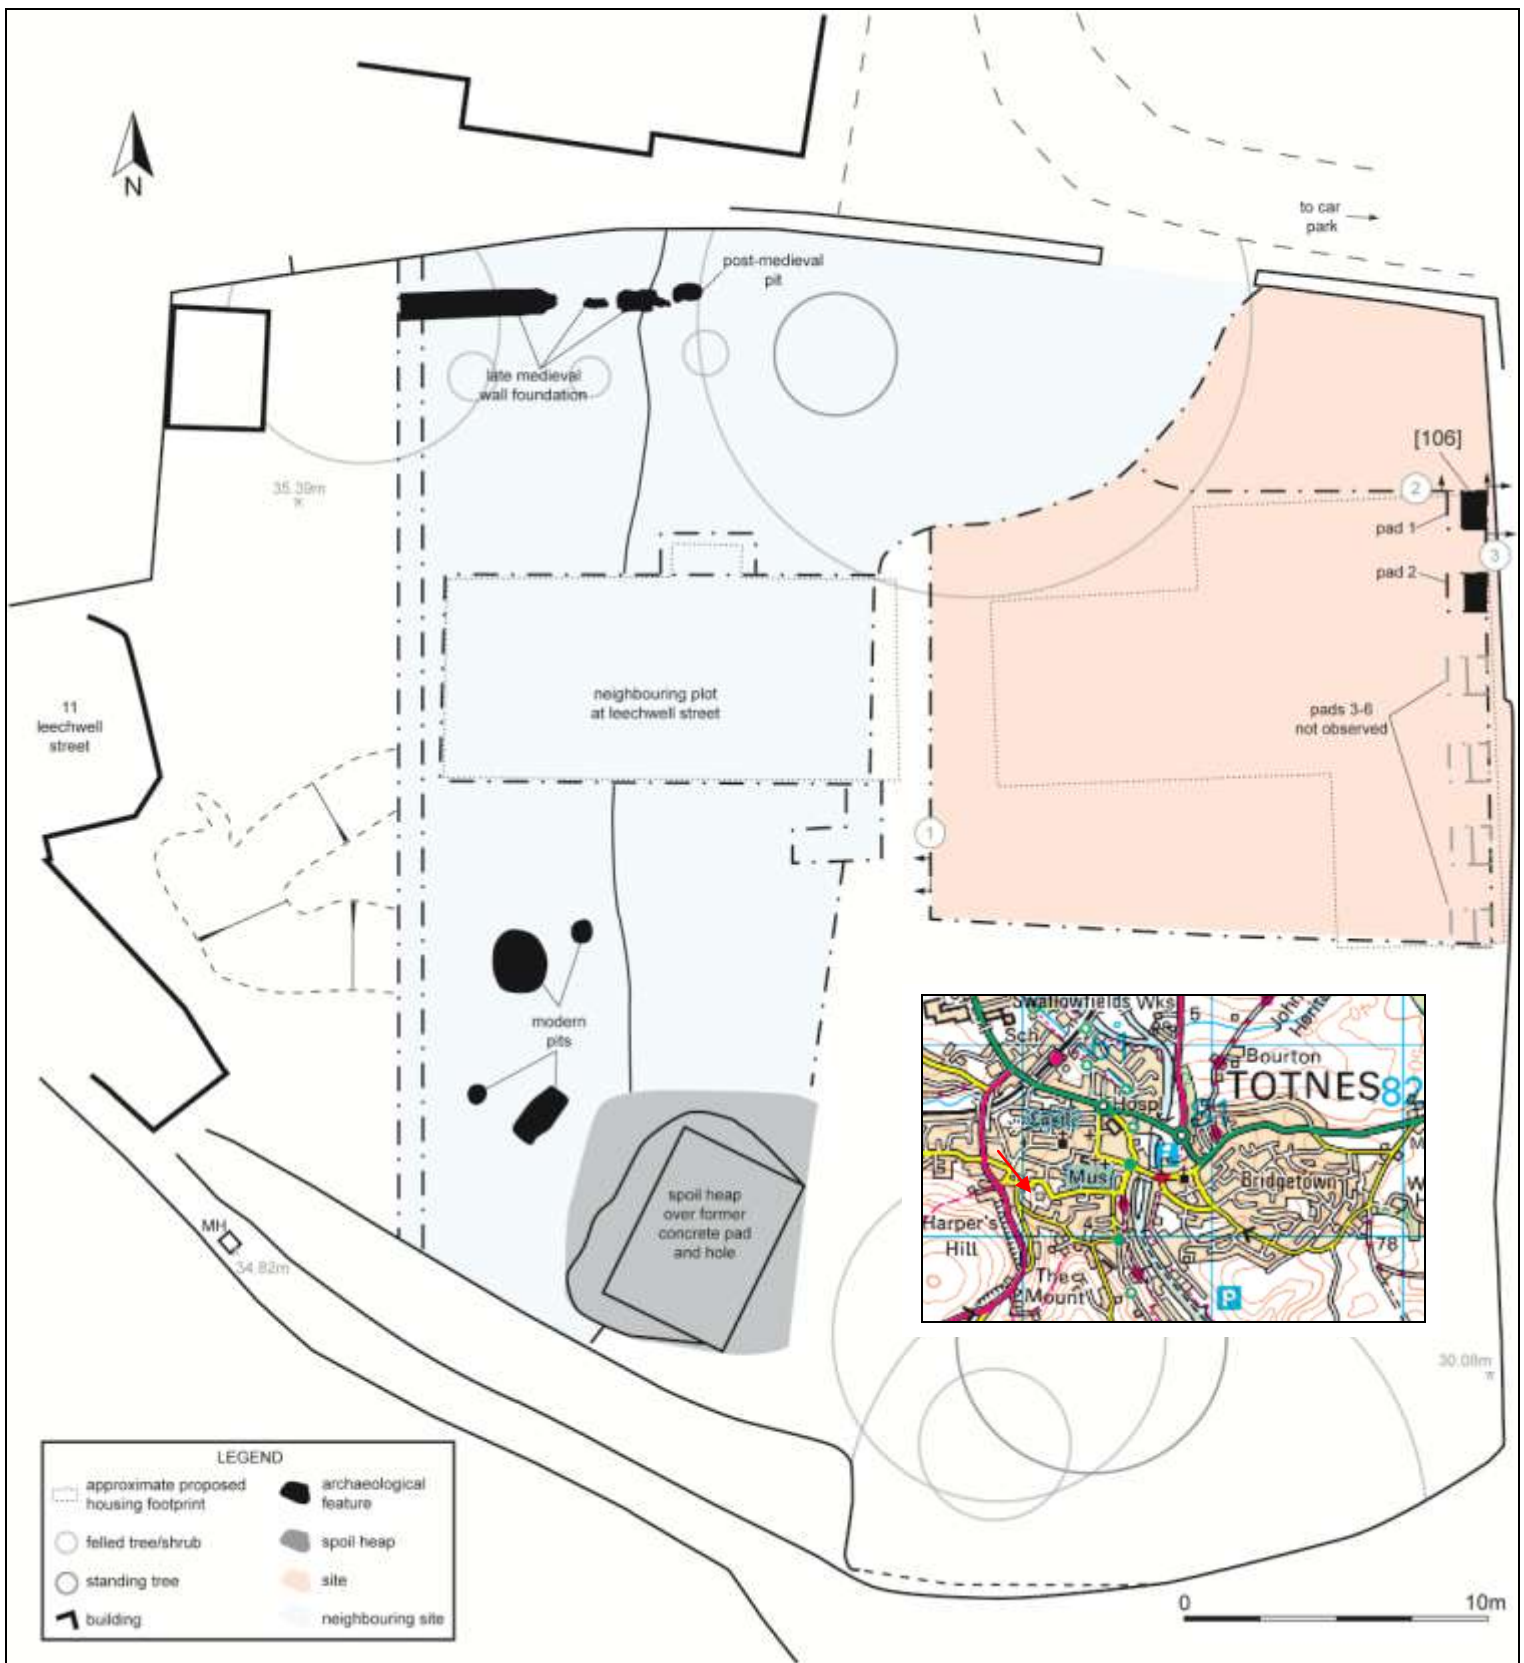 N
to car
park
post-medieval
pit
late medieval
wall foundation
[106]
35.39m
2
pad 1
3
pad 2
11
leechwell
street
neighbouring plot
at leechwell street
pads 3-6
not observed
1
modern
pits
Swallowfields Wks
5
Sch
Bourton
TOTNES
82
Hospl
Mus
Bridgetown
Harper's
Hill
4
78
The
Mount
P
spoil heap
over former
concrete pad
and hole
MH
34.82m
30.08m
LEGEND
approximate proposed
housing footprint
archaeological
feature
felled tree/shrub
spoil heap
standing tree
site
building
neighbouring site
0 10m